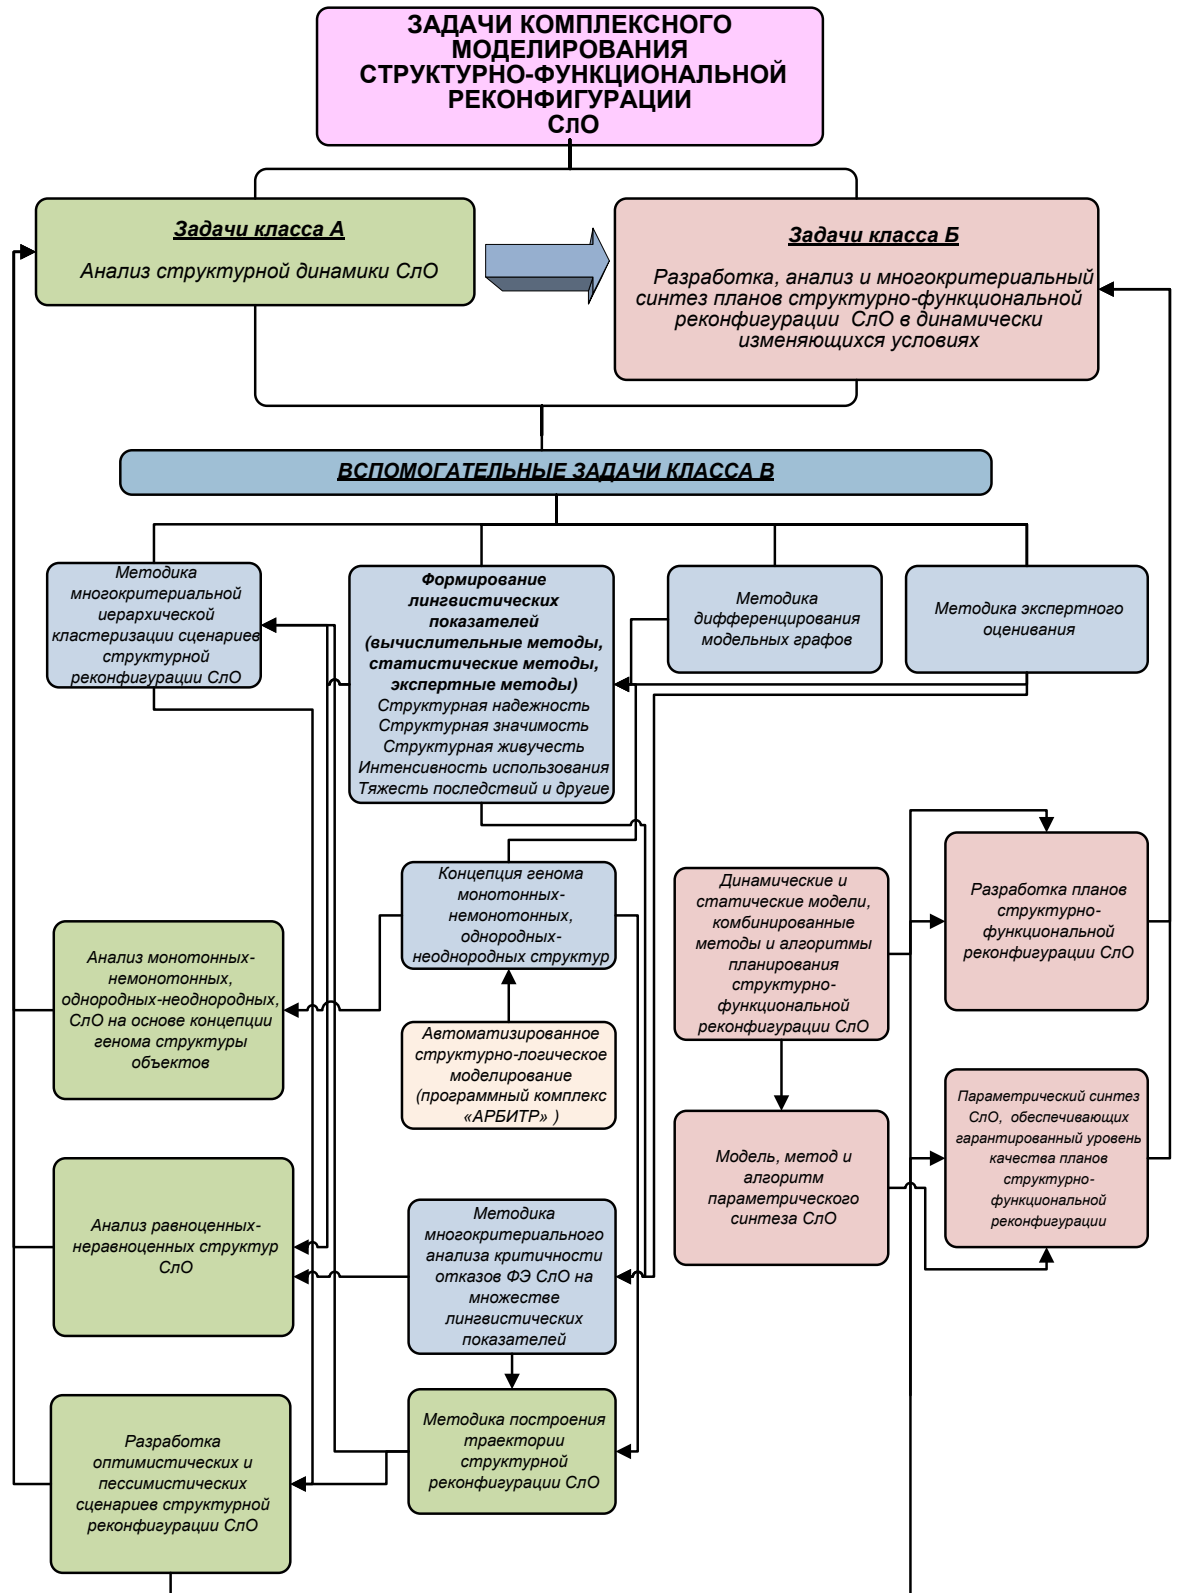 ЗАДАЧИ КОМПЛЕКСНОГО
МОДЕЛИРОВАНИЯ
СТРУКТУРНО-ФУНКЦИОНАЛЬНОЙ
РЕКОНФИГУРАЦИИ
СлО
Задачи класса А
Анализ структурной динамики СлО
Задачи класса Б
Разработка, анализ и многокритериальный
синтез планов структурно-функциональной
реконфигурации СлО в динамически
изменяющихся условиях
ВСПОМОГАТЕЛЬНЫЕ ЗАДАЧИ КЛАССА В
Методика
многокритериальной
иерархической
кластеризации сценариев
структурной
реконфигурации СлО
Формирование
лингвистических
показателей
(вычислительные методы,
статистические методы,
экспертные методы)
Структурная надежность
Структурная значимость
Структурная живучесть
Интенсивность использования
Тяжесть последствий и другие
Методика
дифференцирования
модельных графов
Методика экспертного
оценивания
Концепция генома
монотонных-
немонотонных,
однородных-
неоднородных структур
Динамические и
статические модели,
комбинированные
методы и алгоритмы
планирования
структурно-
функциональной
реконфигурации СлО
Разработка планов
структурно-
функциональной
реконфигурации СлО
Анализ монотонных-
немонотонных,
однородных-неоднородных,
СлО на основе концепции
генома структуры
объектов
Автоматизированное
структурно-логическое
моделирование
(программный комплекс
«АРБИТР» )
Модель, метод и
алгоритм
параметрического
синтеза СлО
Параметрический синтез
СлО, обеспечивающих
гарантированный уровень
качества планов
структурно-
функциональной
реконфигурации
Анализ равноценных-
неравноценных структур
СлО
Методика
многокритериального
анализа критичности
отказов ФЭ СлО на
множестве
лингвистических
показателей
Разработка
оптимистических и
пессимистических
сценариев структурной
реконфигурации СлО
Методика построения
траектории
структурной
реконфигурации СлО